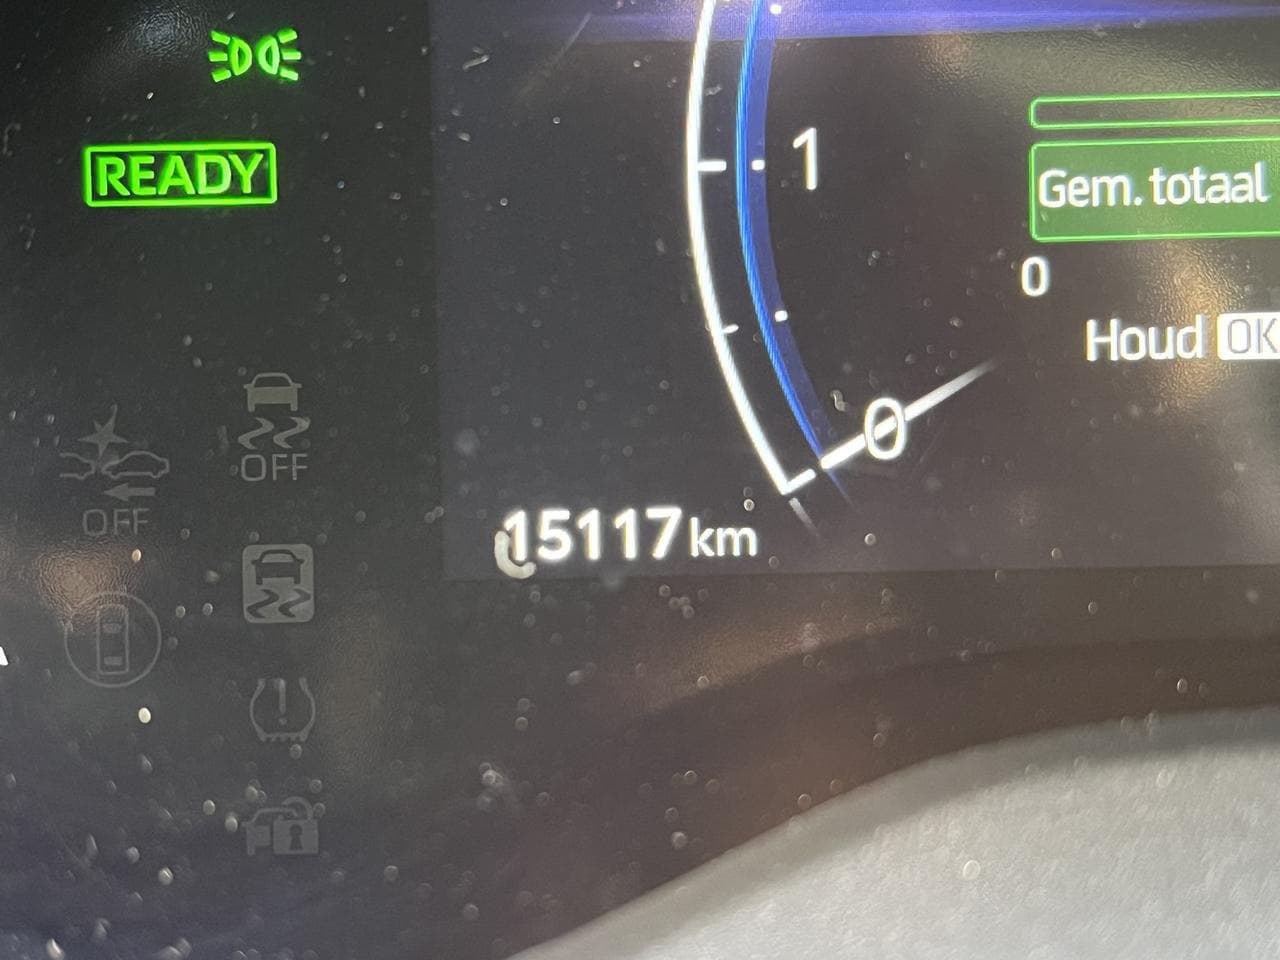 READY
1
Gem. totaal
0
Houd OK
0
OFF
OFF
15117 km